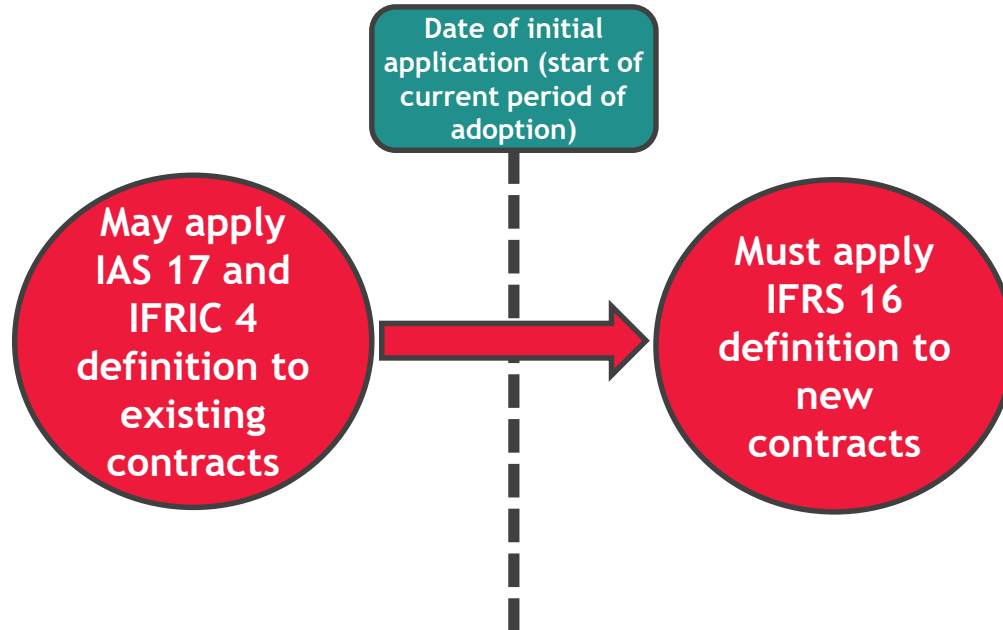 Date of initial
application (start of
current period of
adoption)
May apply
IAS 17 and
IFRIC 4
definition to
existing
contracts
Must apply
IFRS 16
definition to
new
contracts